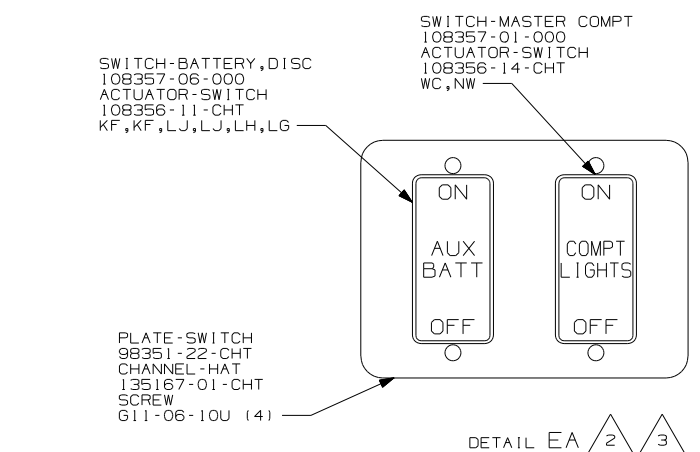 SWITCH-MASTER COMPT
108357-01-000
ACTUATOR-SWITCH
108356-14-CHT
WC,NW
SWITCH-BATTERY,DISC
108357-06-000
ACTUATOR-SWITCH
108356-11-CHT
KF,KF,LJ,LJ,LH,LG
ON
AUX
BATT
OFF
ON
COMPT
LIGHTS
OFF
PLATE-SWITCH
98351-22-CHT
CHANNEL-HAT
135167-01-CHT
SCREW
G11-06-10U (4)
DETAIL EA 2 3